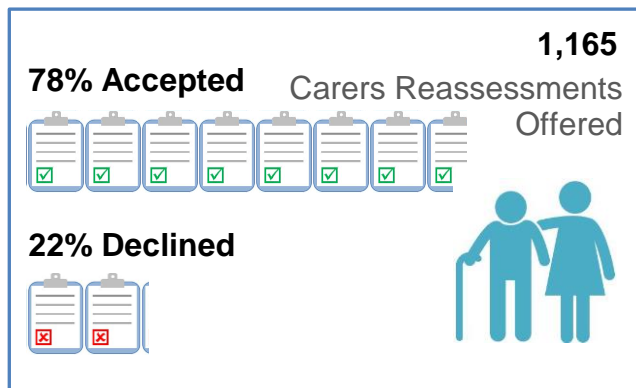 1,165
Carers Reassessments
Offered
78% Accepted
22% Declined